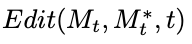 Edit(M_t, M_t^*, t)